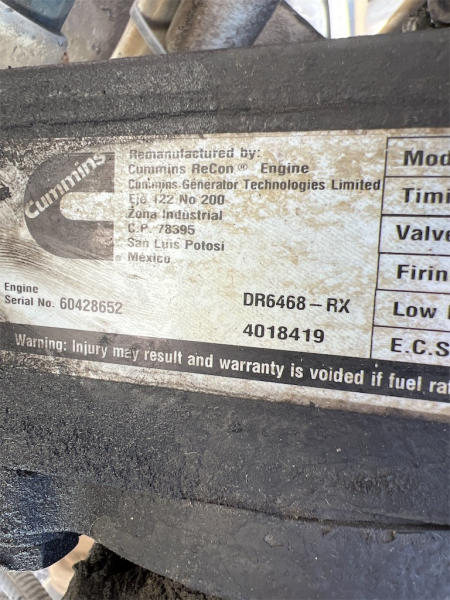 Cummins
Remanufactured by:
Cummins ReCon® Engine
Cummins Generator Technologies Limited
Eje 122 No 200
Zona Industrial
C.P. 78395
San Luis Potosi
México
Engine
Serial No. 60428652
DR6468-RX
4018419
Mod
Timi
Valve
Firin
Low
E.C.S
Warning: Injury may result and warranty is voided if fuel rat